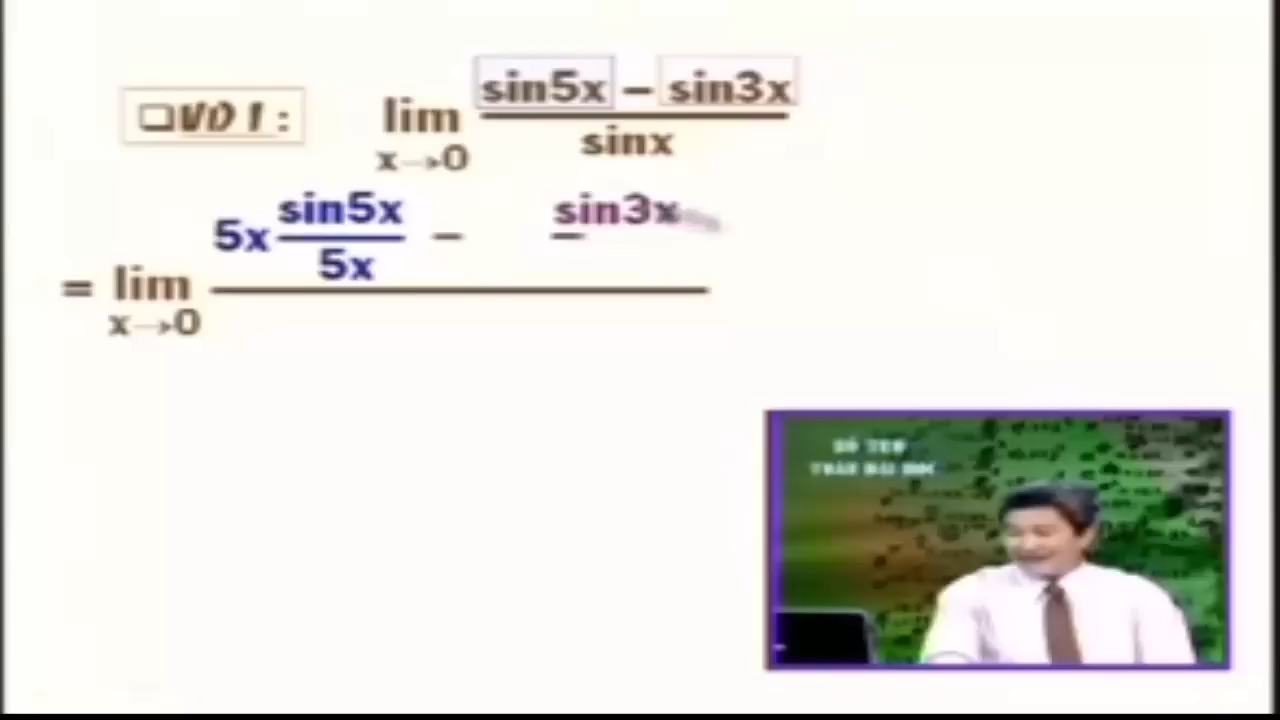 ❑VD 1 : lim x→0 (sin5x − sin3x) / sinx
= lim x→0 5x sin5x / 5x − sin3x